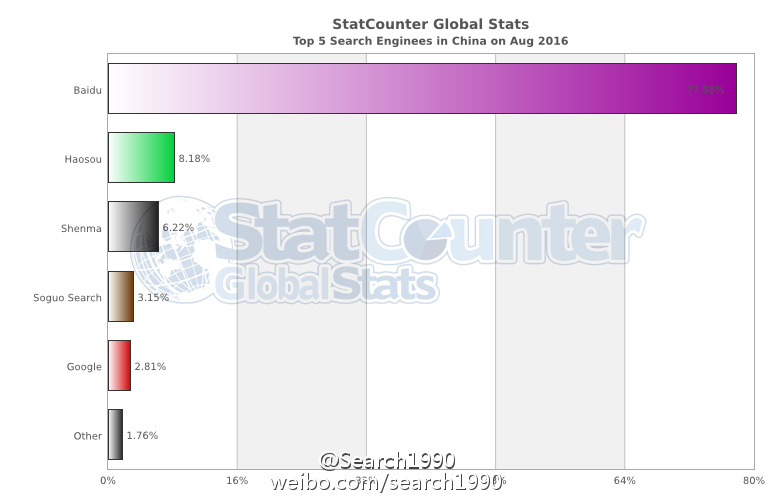 StatCounter Global Stats
Top 5 Search Enginees in China on Aug 2016
Baidu 77.88%
Haosou 8.18%
Shenma 6.22%
StatCounter
GlobalStats
Soguo Search 3.15%
Google 2.81%
Other 1.76%
@Search1990
0% 16% 64% 80%
weibo.com/search1990